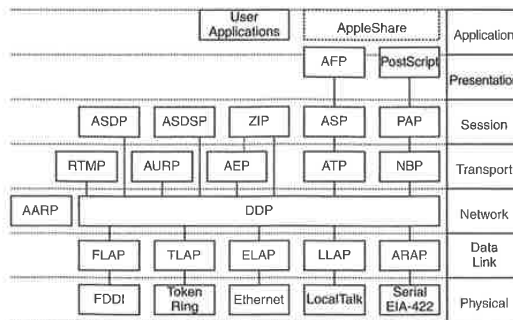 User
Applications
AppleShare
Application
AFP
PostScript
Presentation
ASDP
ASDSP
ZIP
ASP
PAP
Session
RTMP
AURP
AEP
ATP
NBP
Transport
AARP
DDP
Network
FLAP
TLAP
ELAP
LLAP
ARAP
Data
Link
FDDI
Token
Ring
Ethernet
LocalTalk
Serial
EIA-422
Physical